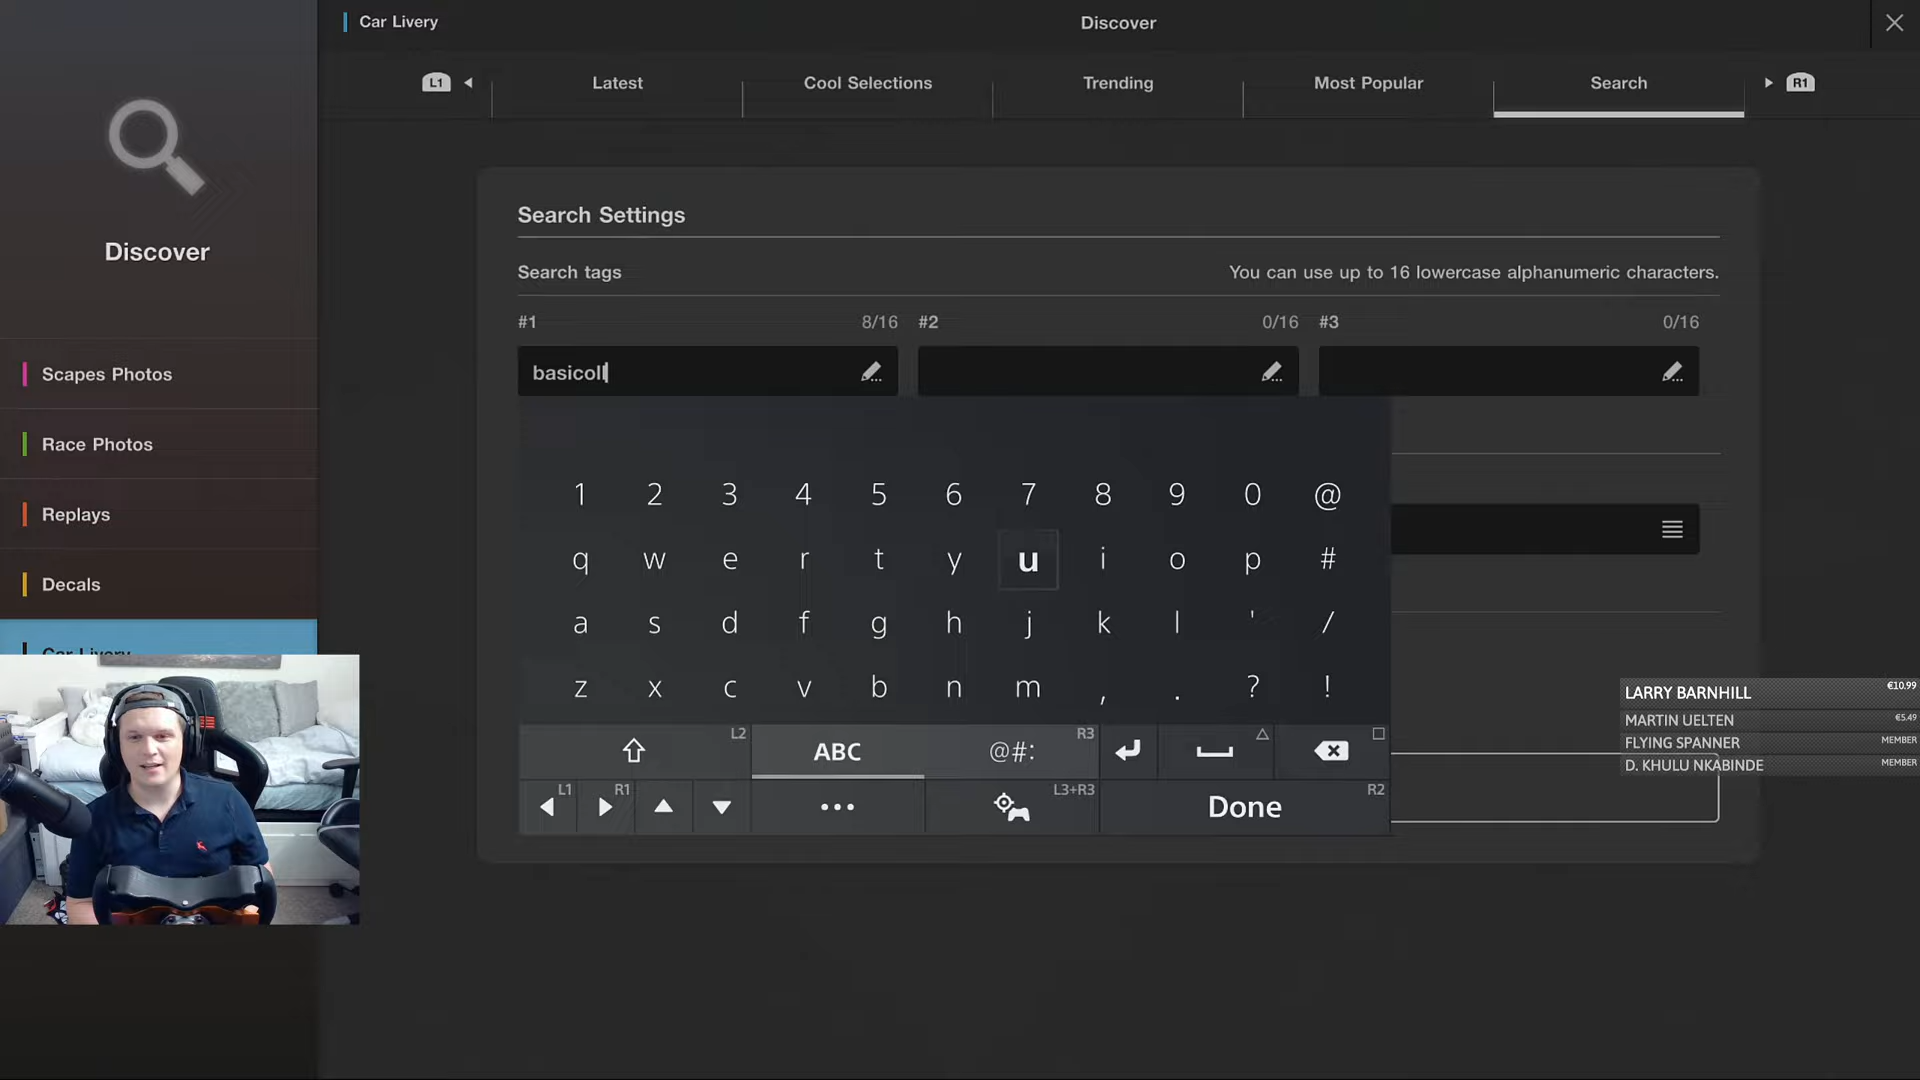 Car Livery
Discover
L1
Latest
Cool Selections
Trending
Most Popular
Search
R1
Discover
Scapes Photos
Race Photos
Replays
Decals
Car Livery
Search Settings
Search tags
You can use up to 16 lowercase alphanumeric characters.
#1 8/16 #2 0/16 #3 0/16
basicoll
1 2 3 4 5 6 7 8 9 0 @
q w e r t y u i o p #
a s d f g h j k l ' /
z x c v b n m , . ? !
L2 ABC @#: R3
L1 R1 ... L3+R3 Done R2
LARRY BARNHILL €10.99
MARTIN UELTEN €5.49
FLYING SPANNER MEMBER
D. KHULU NKABINDE MEMBER